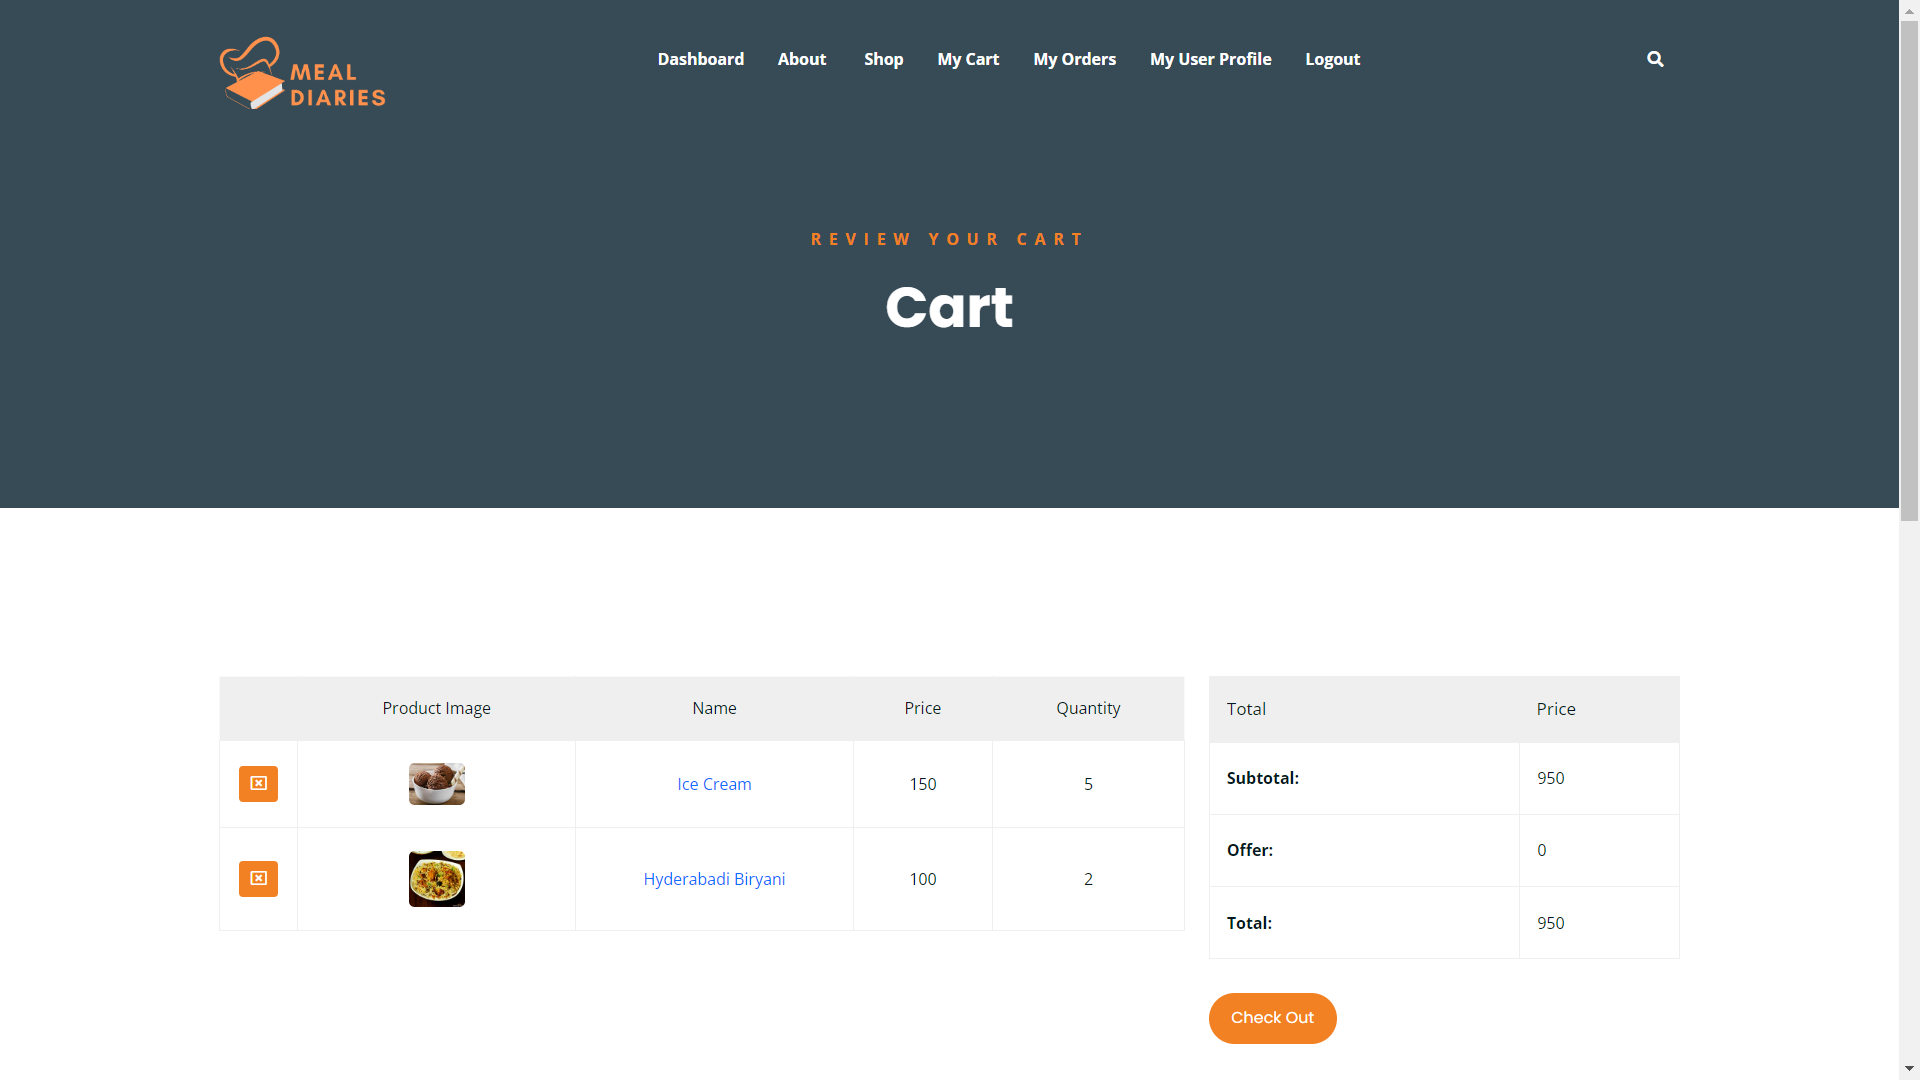 MEAL
DIARIES
Dashboard About Shop My Cart My Orders My User Profile Logout
REVIEW YOUR CART
Cart
Product Image Name Price Quantity
Ice Cream 150 5
Hyderabadi Biryani 100 2
Total Price
Subtotal: 950
Offer: 0
Total: 950
Check Out